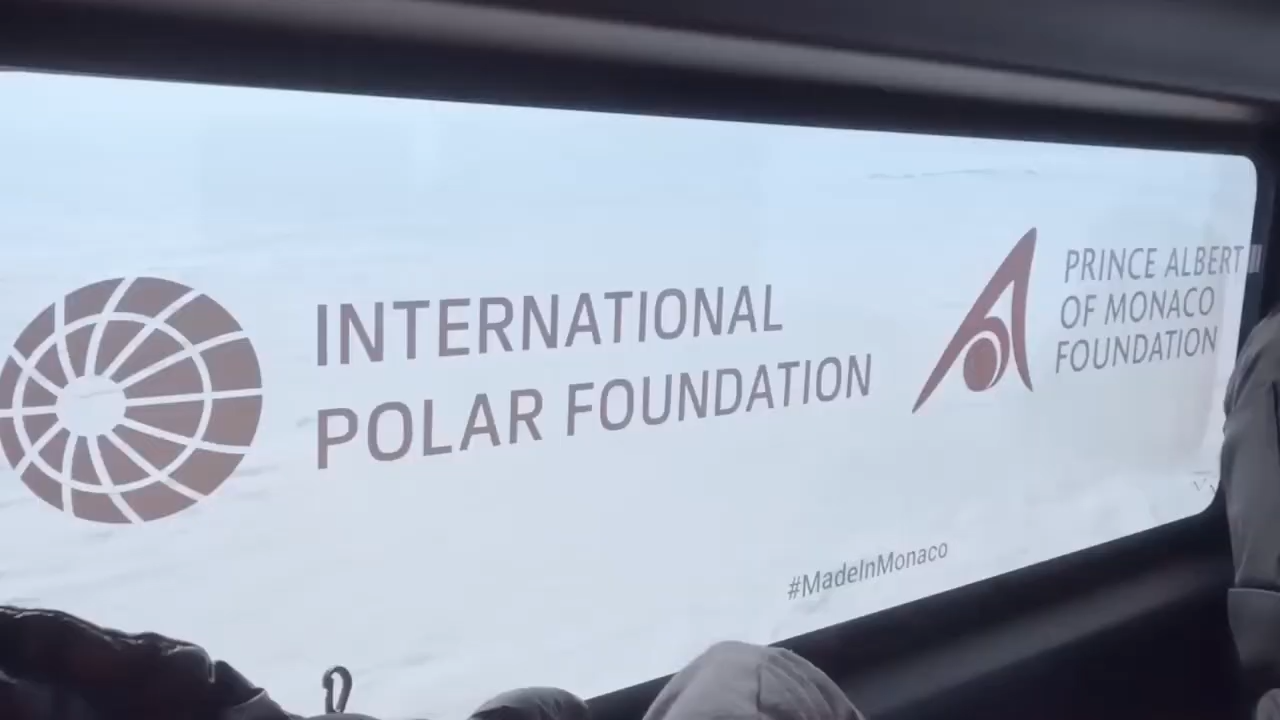 INTERNATIONAL
POLAR FOUNDATION
PRINCE ALBERT II
OF MONACO
FOUNDATION
#MadeInMonaco